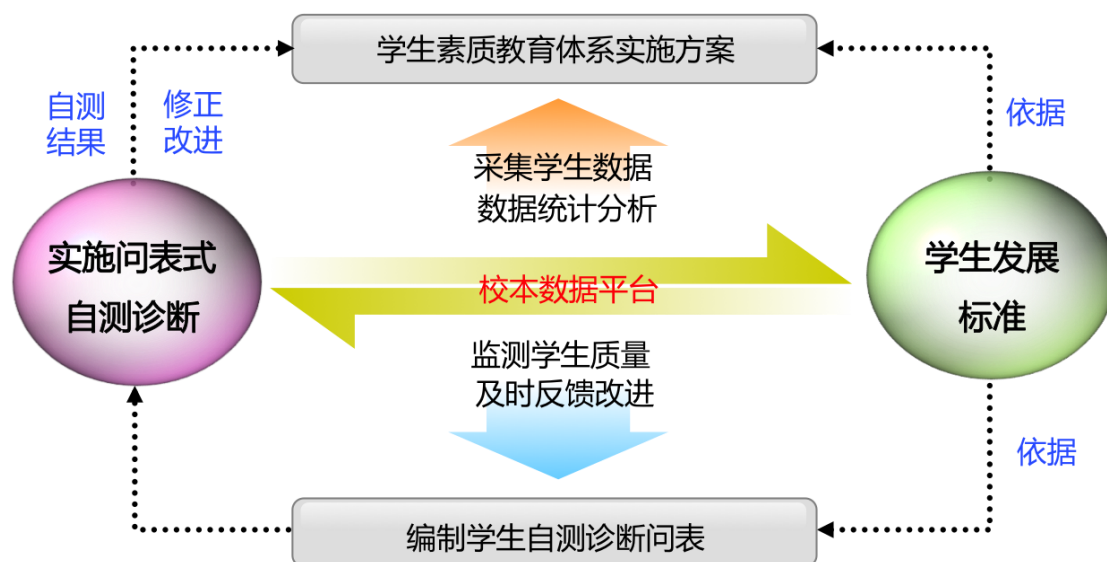 学生素质教育体系实施方案
自测
结果
修正
改进
依据
采集学生数据
数据统计分析
实施问表式
自测诊断
校本数据平台
学生发展
标准
监测学生质量
及时反馈改进
依据
编制学生自测诊断问表